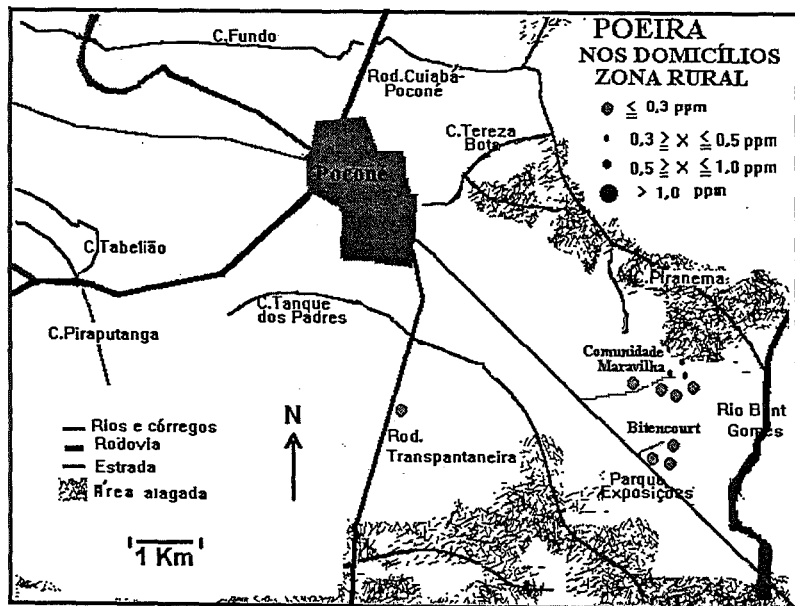 POEIRA
NOS DOMICÍLIOS
ZONA RURAL
≦ 0,3 ppm
0,3 ≧ × ≦ 0,5 ppm
0,5 ≧ × ≦ 1,0 ppm
> 1,0 ppm
C.Fundo
Rod.Cuiabá-
Poconé
C.Tereza
Bota
Poconé
C.Tabelião
C.Piraputanga
C.Tanque
dos Padres
C.Piranema
Comunidade
Maravilha
Rio Bent
Gomes
Bitencourt
Parque
Exposições
Rod.
Transpantaneira
N
Rios e córregos
Rodovia
Estrada
Área alagada
1 Km